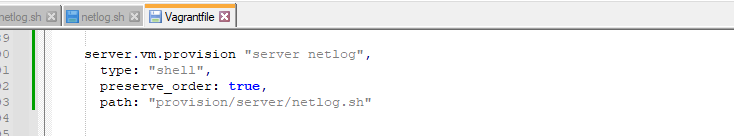 netlog.sh netlog.sh Vagrantfile
server.vm.provision "server netlog",
type: "shell",
preserve_order: true,
path: "provision/server/netlog.sh"